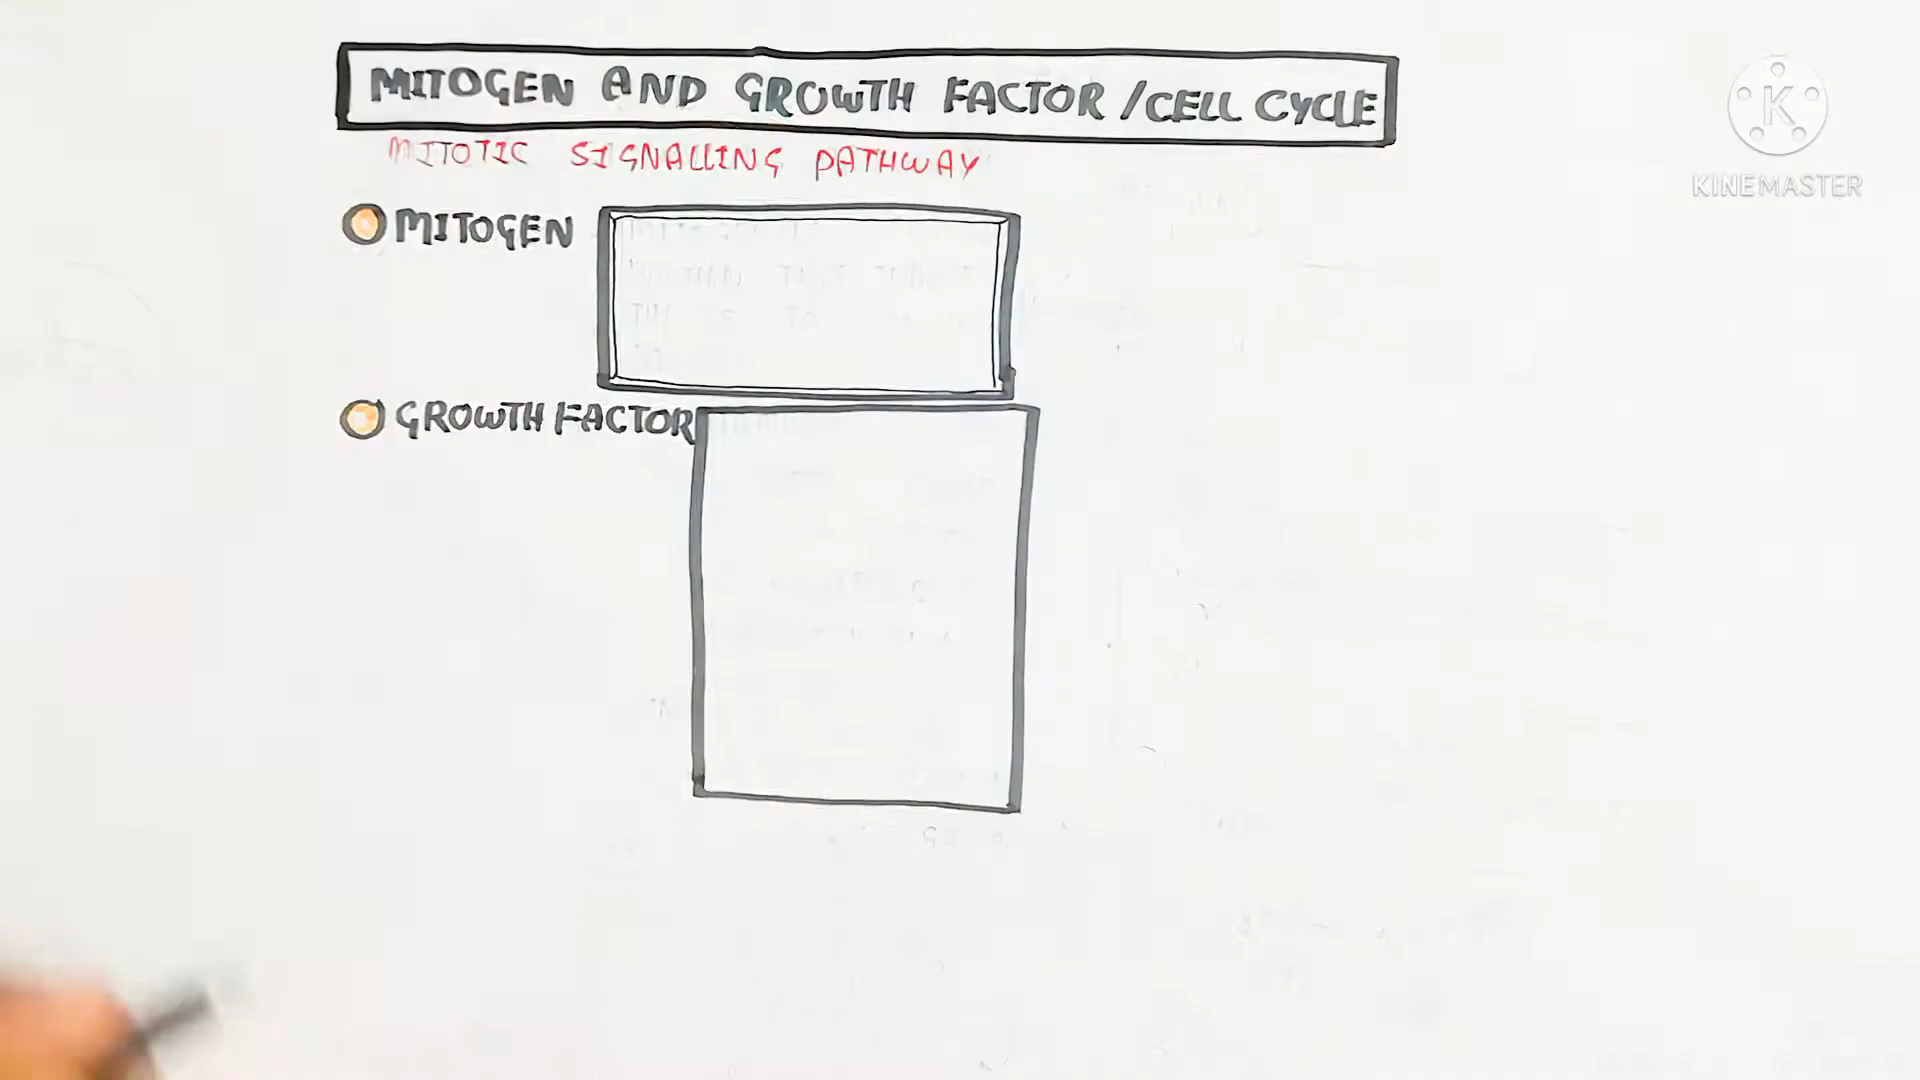 MITOGEN AND GROWTH FACTOR/CELL CYCLE
MITOTIC SIGNALLING PATHWAY
MITOGEN
GROWTH FACTOR
K
KINEMASTER